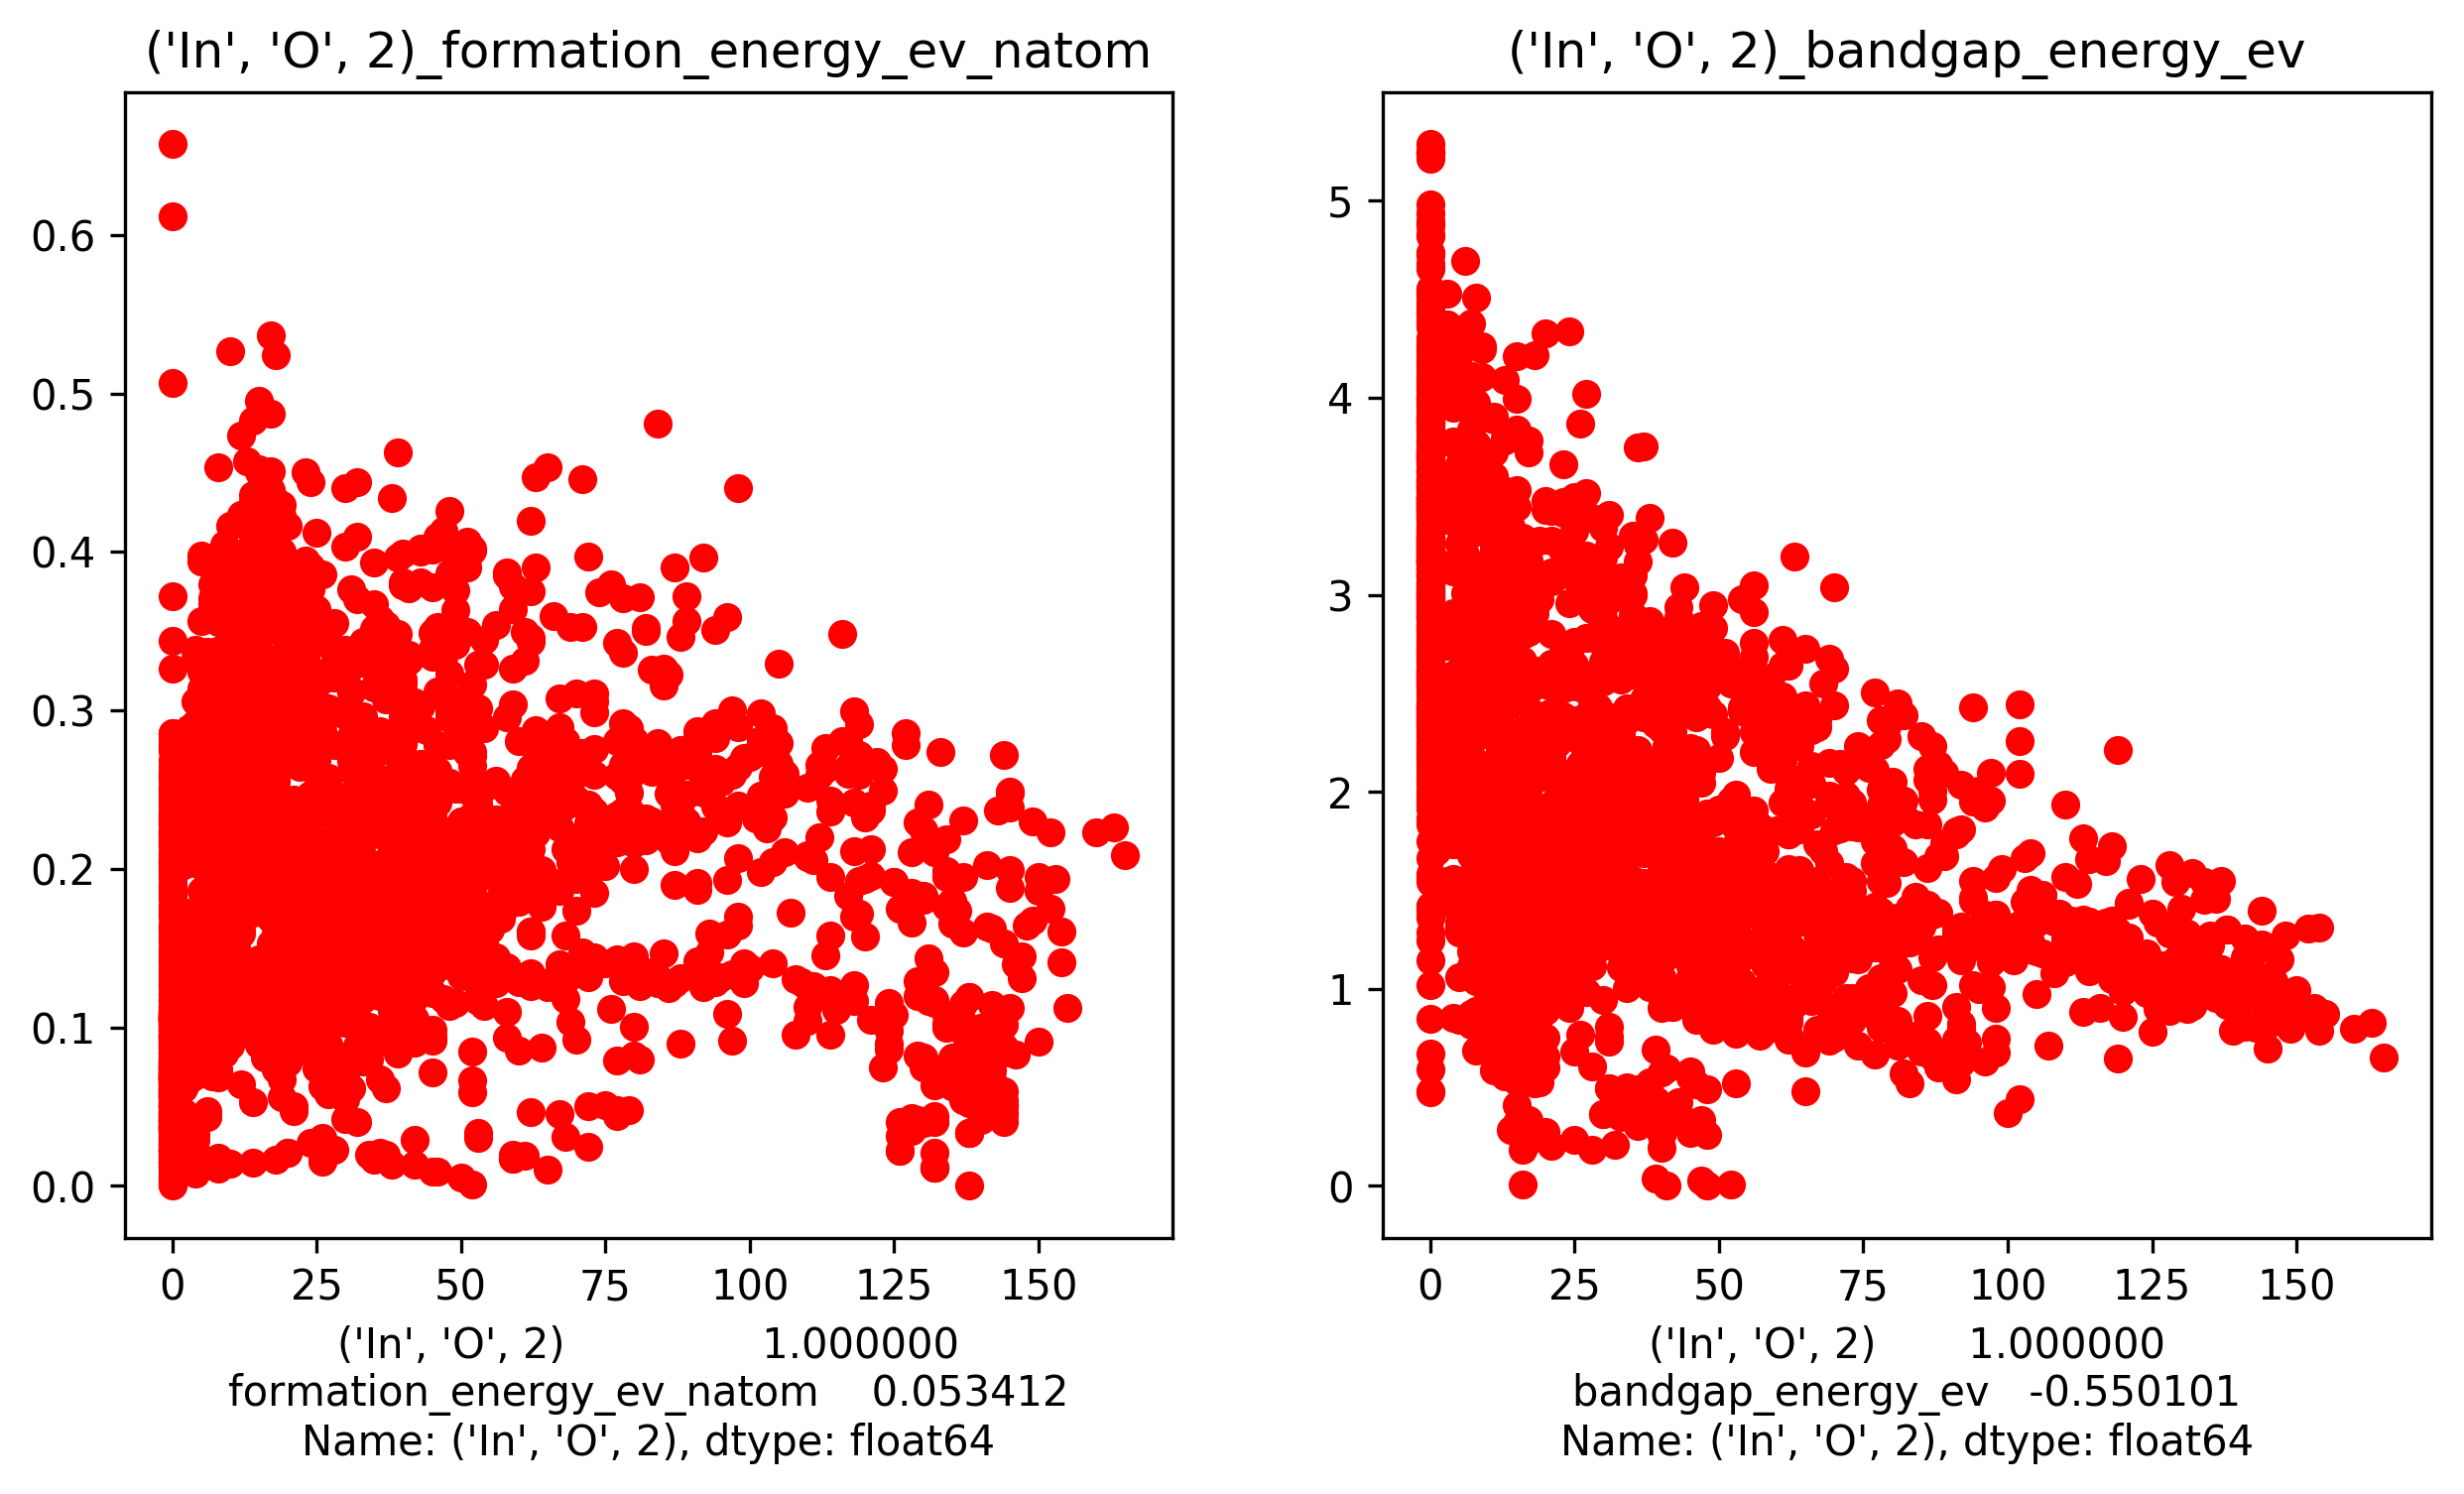 ('In', 'O', 2)_formation_energy_ev_natom
0.6
0.5
0.4
0.3
0.2
0.1
0.0
0 25 50 75 100 125 150
('In', 'O', 2) 1.000000
formation_energy_ev_natom 0.053412
Name: ('In', 'O', 2), dtype: float64
('In', 'O', 2)_bandgap_energy_ev
5
4
3
2
1
0
0 25 50 75 100 125 150
('In', 'O', 2) 1.000000
bandgap_energy_ev -0.550101
Name: ('In', 'O', 2), dtype: float64